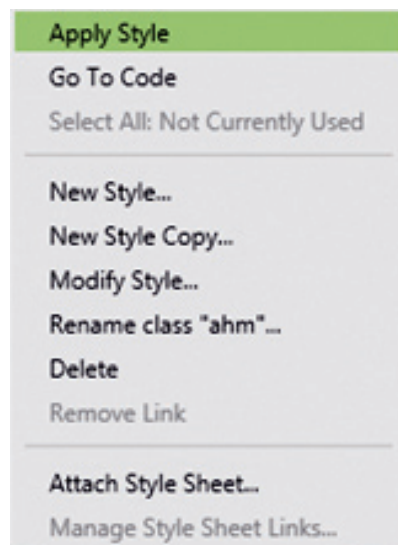 Apply Style
Go To Code
Select All: Not Currently Used
New Style...
New Style Copy...
Modify Style...
Rename class "ahm"...
Delete
Remove Link
Attach Style Sheet...
Manage Style Sheet Links...